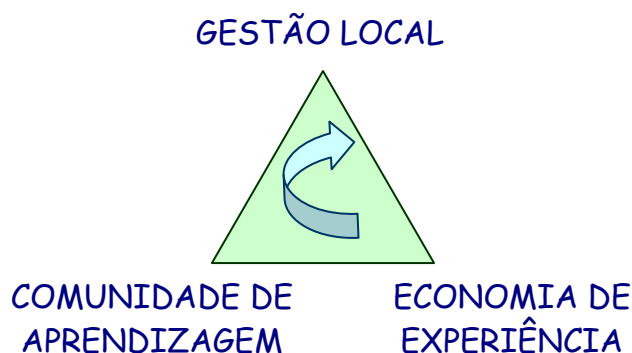 GESTÃO LOCAL
COMUNIDADE DE
APRENDIZAGEM
ECONOMIA DE
EXPERIÊNCIA